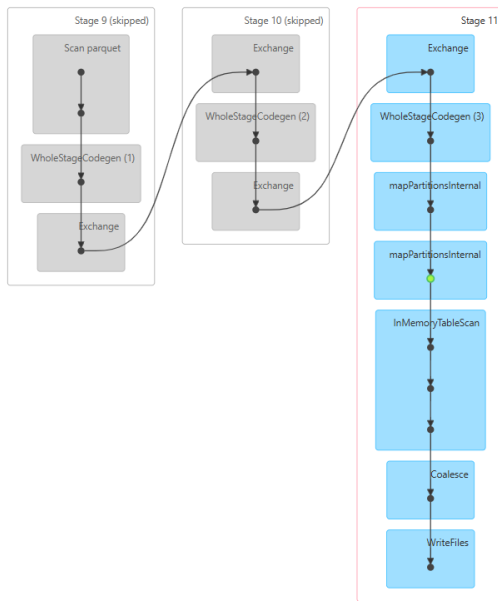 Stage 9 (skipped)
Scan parquet
WholeStageCodegen (1)
Exchange
Stage 10 (skipped)
Exchange
WholeStageCodegen (2)
Exchange
Stage 11
Exchange
WholeStageCodegen (3)
mapPartitionsInternal
mapPartitionsInternal
InMemoryTableScan
Coalesce
WriteFiles